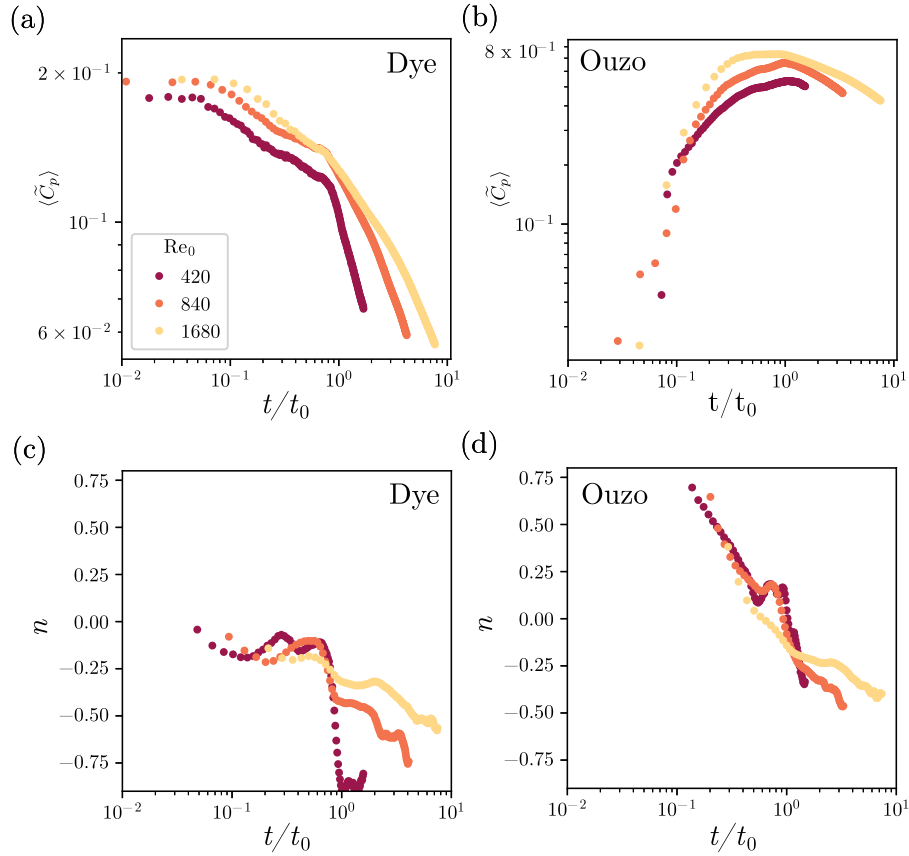 (a)
Dye
2 × 10⁻¹
10⁻¹
6 × 10⁻²
⟨C̃ₚ⟩
Re₀
420
840
1680
10⁻² 10⁻¹ 10⁰ 10¹
t/t₀
(b)
Ouzo
8 x 10⁻¹
10⁻¹
⟨C̃ₚ⟩
10⁻² 10⁻¹ 10⁰ 10¹
t/t₀
(c)
Dye
0.75
0.50
0.25
0.00
−0.25
−0.50
−0.75
n
10⁻² 10⁻¹ 10⁰ 10¹
t/t₀
(d)
Ouzo
0.75
0.50
0.25
0.00
−0.25
−0.50
−0.75
n
10⁻² 10⁻¹ 10⁰ 10¹
t/t₀